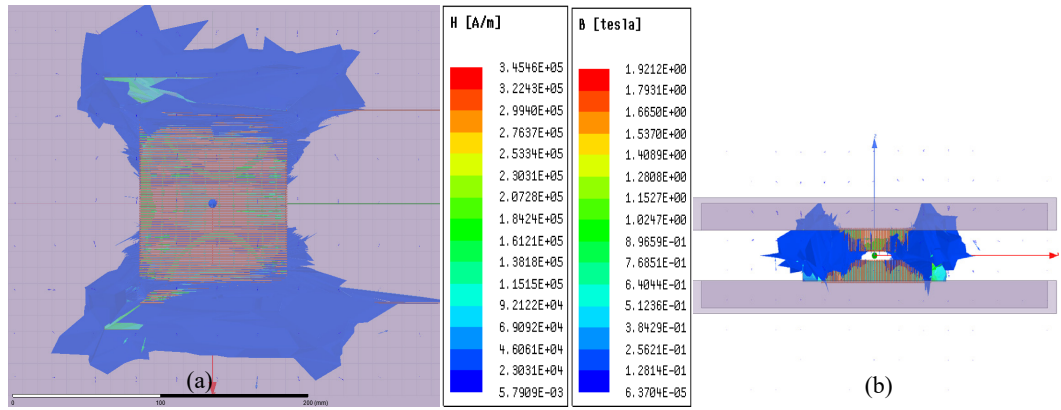 H [A/m]
3.4546E+05
3.2243E+05
2.9940E+05
2.7637E+05
2.5334E+05
2.3031E+05
2.0728E+05
1.8424E+05
1.6121E+05
1.3818E+05
1.1515E+05
9.2122E+04
6.9092E+04
4.6061E+04
2.3031E+04
5.7909E-03
B [tesla]
1.9212E+00
1.7931E+00
1.6650E+00
1.5370E+00
1.4089E+00
1.2808E+00
1.1527E+00
1.0247E+00
8.9659E-01
7.6851E-01
6.4044E-01
5.1236E-01
3.8429E-01
2.5621E-01
1.2814E-01
6.3704E-05
(a)
(b)
0 100 200 (mm)